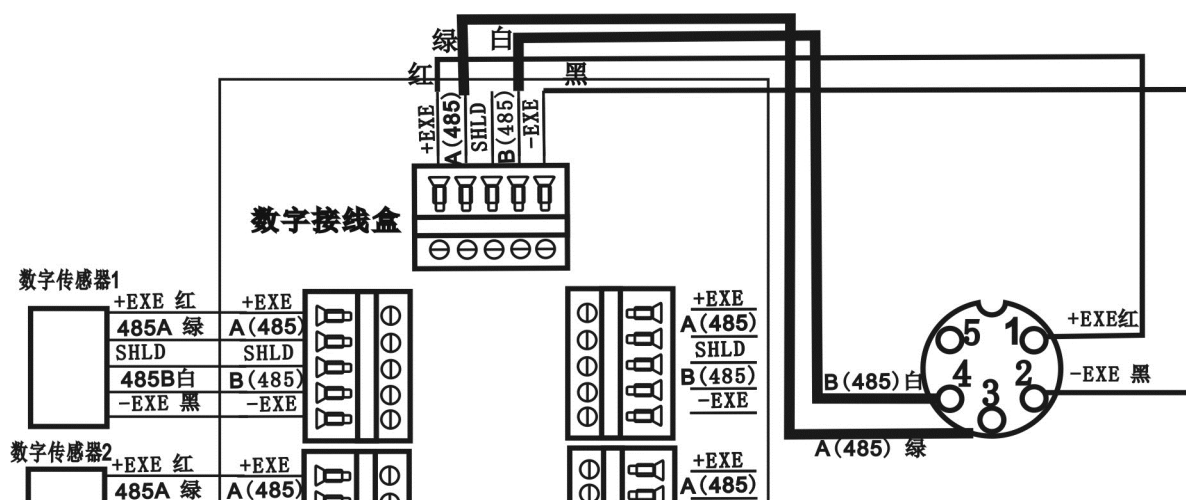 绿 白
红 黑
+EXE
A(485)
SHLD
B(485)
-EXE
数字接线盒
数字传感器1
+EXE 红 +EXE
485A 绿 A(485)
SHLD SHLD
485B白 B(485)
-EXE 黑 -EXE
+EXE
A(485)
SHLD
B(485)
-EXE
5 1
4 2
3
+EXE红
-EXE 黑
B(485)白
A(485) 绿
数字传感器2
+EXE 红 +EXE
485A 绿 A(485)
+EXE
A(485)